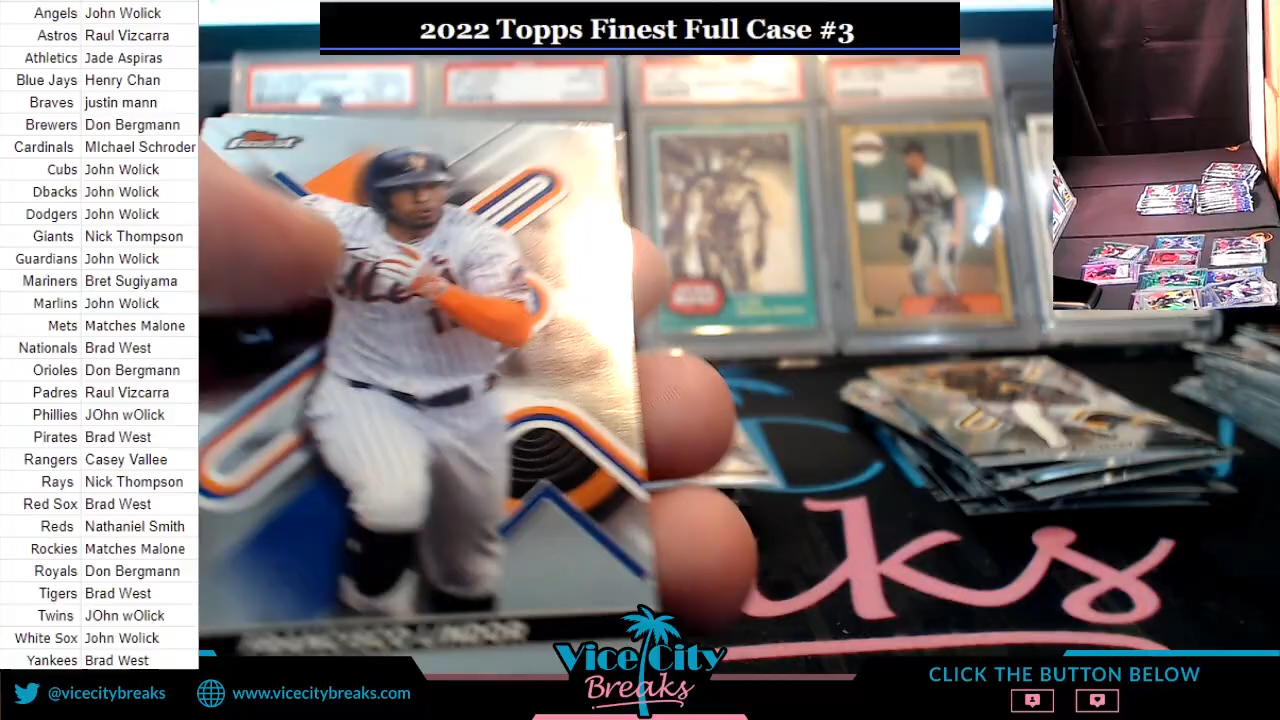 2022 Topps Finest Full Case #3
Angels John Wolick
Astros Raul Vizcarra
Athletics Jade Aspiras
Blue Jays Henry Chan
Braves justin mann
Brewers Don Bergmann
Cardinals MIchael Schroder
Cubs John Wolick
Dbacks John Wolick
Dodgers John Wolick
Giants Nick Thompson
Guardians John Wolick
Mariners Bret Sugiyama
Marlins John Wolick
Mets Matches Malone
Nationals Brad West
Orioles Don Bergmann
Padres Raul Vizcarra
Phillies JOhn wOlick
Pirates Brad West
Rangers Casey Vallee
Rays Nick Thompson
Red Sox Brad West
Reds Nathaniel Smith
Rockies Matches Malone
Royals Don Bergmann
Tigers Brad West
Twins JOhn wOlick
White Sox John Wolick
Yankees Brad West
Topps
Finest
Mets
LINDOR
ks
Vice City
Breaks
@vicecitybreaks
www.vicecitybreaks.com
CLICK THE BUTTON BELOW